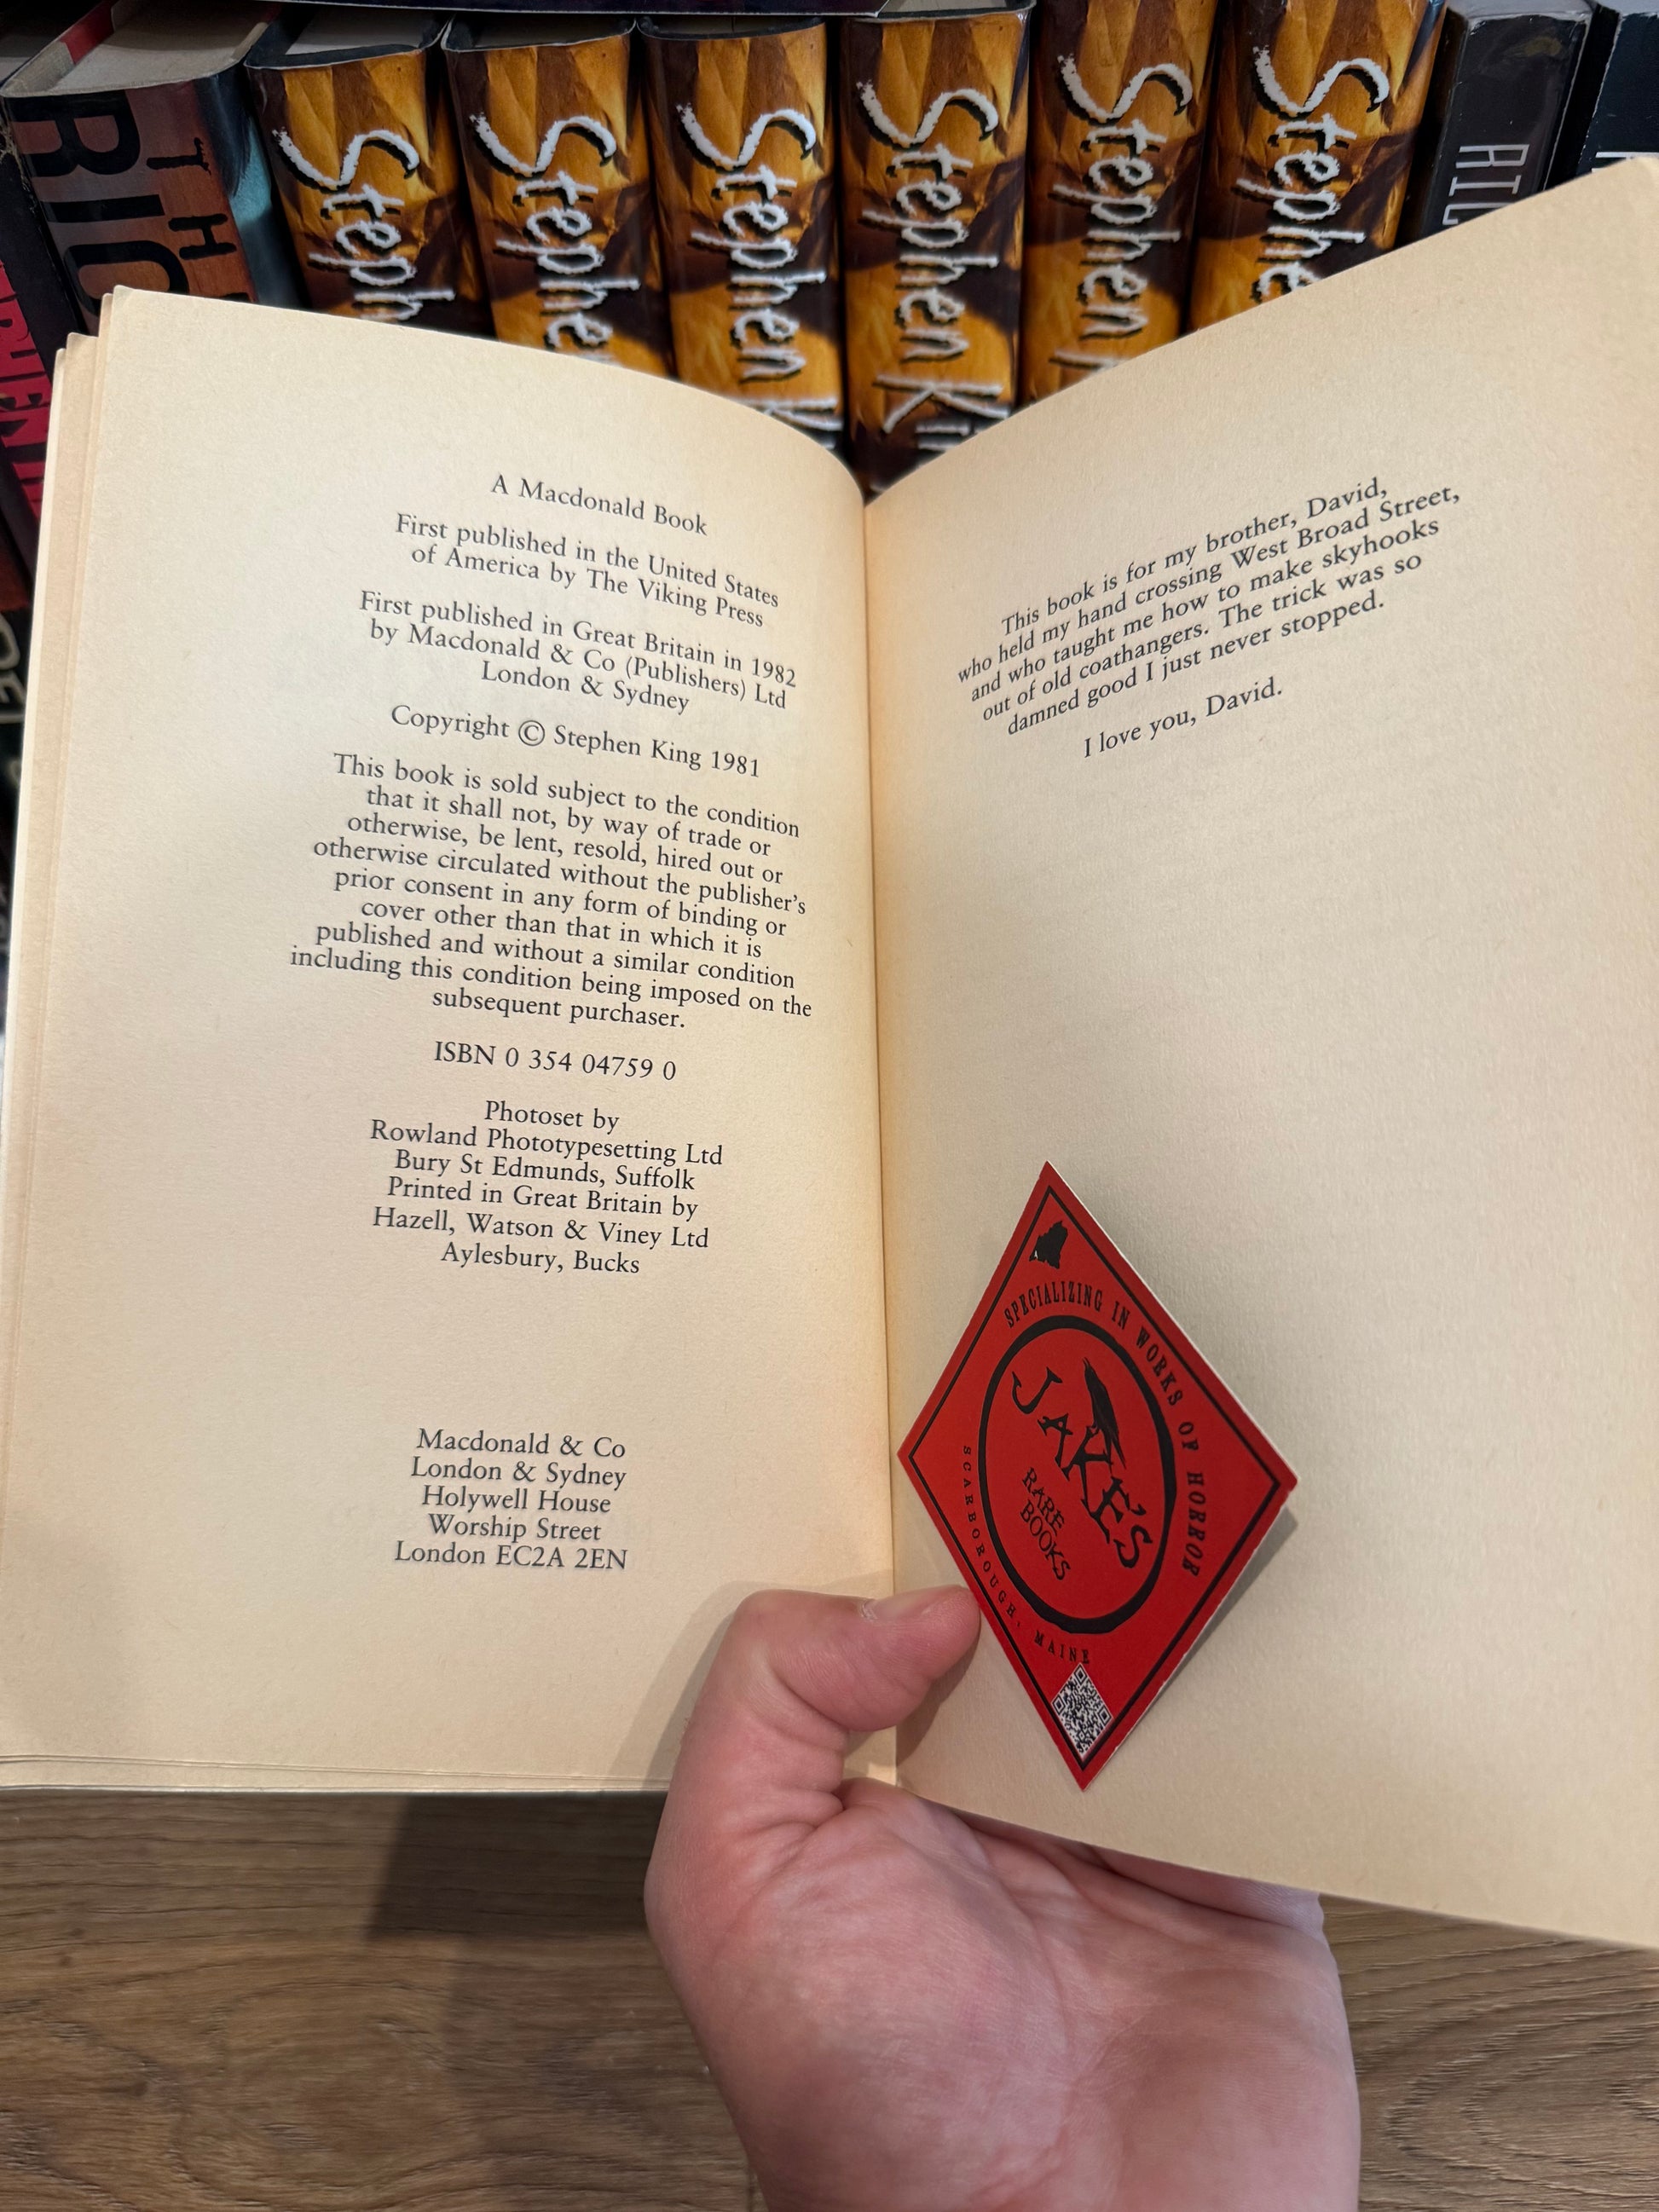 THE
Stephen
Stephe
Stephen K
Stephen Ki
Stephen K
Stephe
A Macdonald Book
First published in the United States
of America by The Viking Press
First published in Great Britain in 1982
by Macdonald & Co (Publishers) Ltd
London & Sydney
Copyright © Stephen King 1981
This book is sold subject to the condition
that it shall not, by way of trade or
otherwise, be lent, resold, hired out or
otherwise circulated without the publisher's
prior consent in any form of binding or
cover other than that in which it is
published and without a similar condition
including this condition being imposed on the
subsequent purchaser.
ISBN 0 354 04759 0
Photoset by
Rowland Phototypesetting Ltd
Bury St Edmunds, Suffolk
Printed in Great Britain by
Hazell, Watson & Viney Ltd
Aylesbury, Bucks
Macdonald & Co
London & Sydney
Holywell House
Worship Street
London EC2A 2EN
This book is for my brother, David,
who held my hand crossing West Broad Street,
and who taught me how to make skyhooks
out of old coathangers. The trick was so
damned good I just never stopped.
I love you, David.
SPECIALIZING IN WORKS OF HORROR
JAKE'S
RARE
BOOKS
SCARBOROUGH, MAINE